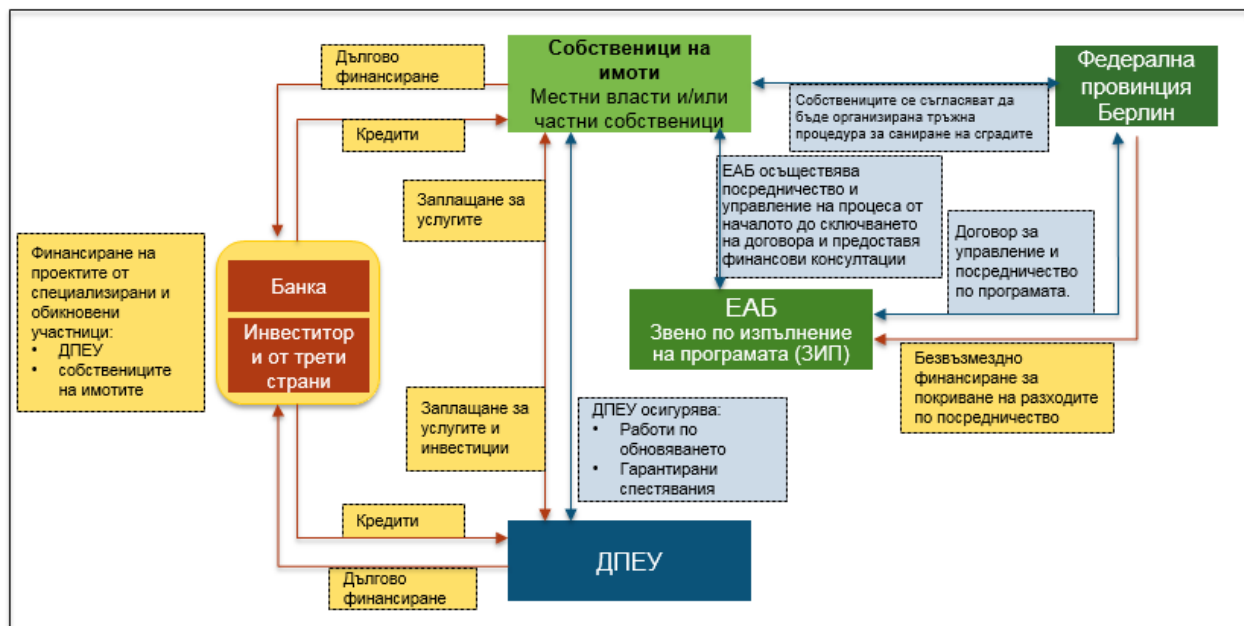 Дългово
финансиране
Кредити
Собственици на
имоти
Местни власти и/или
частни собственици
Федерална
провинция
Берлин
Собствениците се съгласяват да
бъде организирана тръжна
процедура за саниране на сградите
ЕАБ осъществява
посредничество и
управление на процеса от
началото до сключването
на договора и предоставя
финансови консултации
Заплащане за
услугите
Договор за
управление и
посредничество
по програмата.
Финансиране на
проектите от
специализирани и
обикновени
участници:
• ДПЕУ
• собствениците
на имотите
Банка
Инвеститор
и от трети
страни
ЕАБ
Звено по изпълнение
на програмата (ЗИП)
Безвъзмездно
финансиране за
покриване на разходите
по посредничество
Заплащане за
услугите и
инвестиции
ДПЕУ осигурява:
• Работи по
обновяването
• Гарантирани
спестявания
Кредити
ДПЕУ
Дългово
финансиране